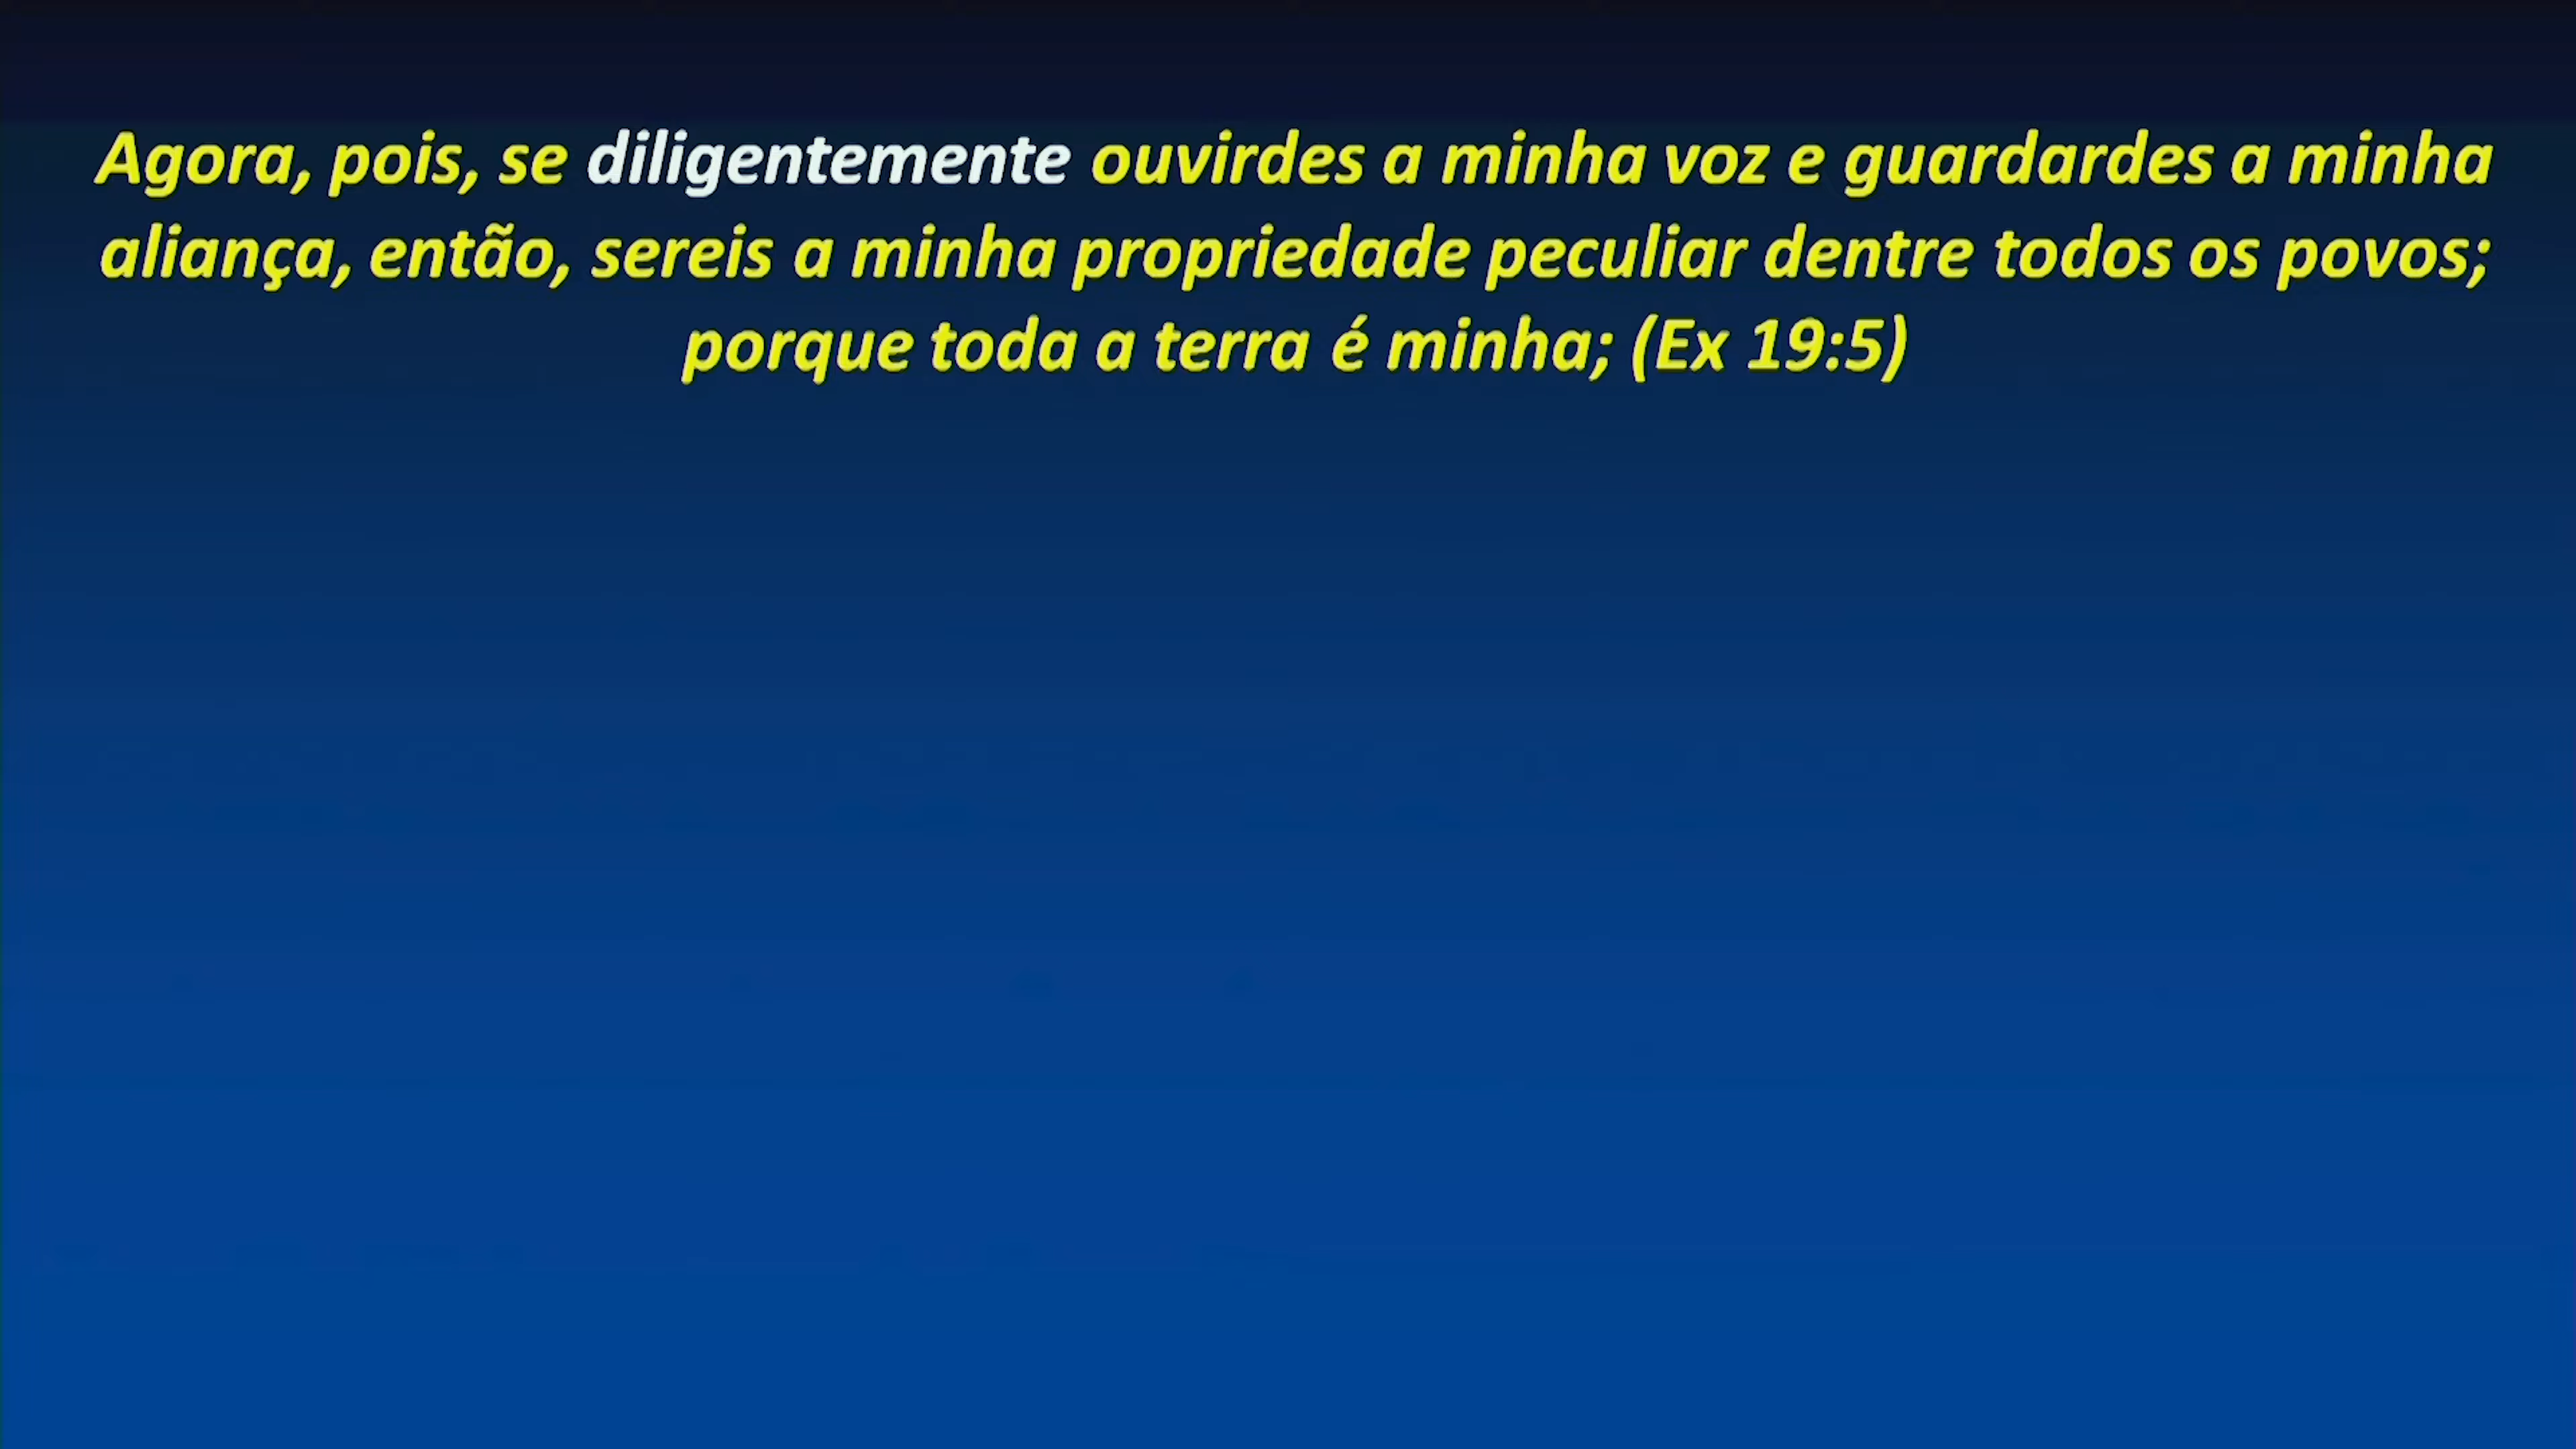 Agora, pois, se diligentemente ouvirdes a minha voz e guardardes a minha
aliança, então, sereis a minha propriedade peculiar dentre todos os povos;
porque toda a terra é minha; (Ex 19:5)